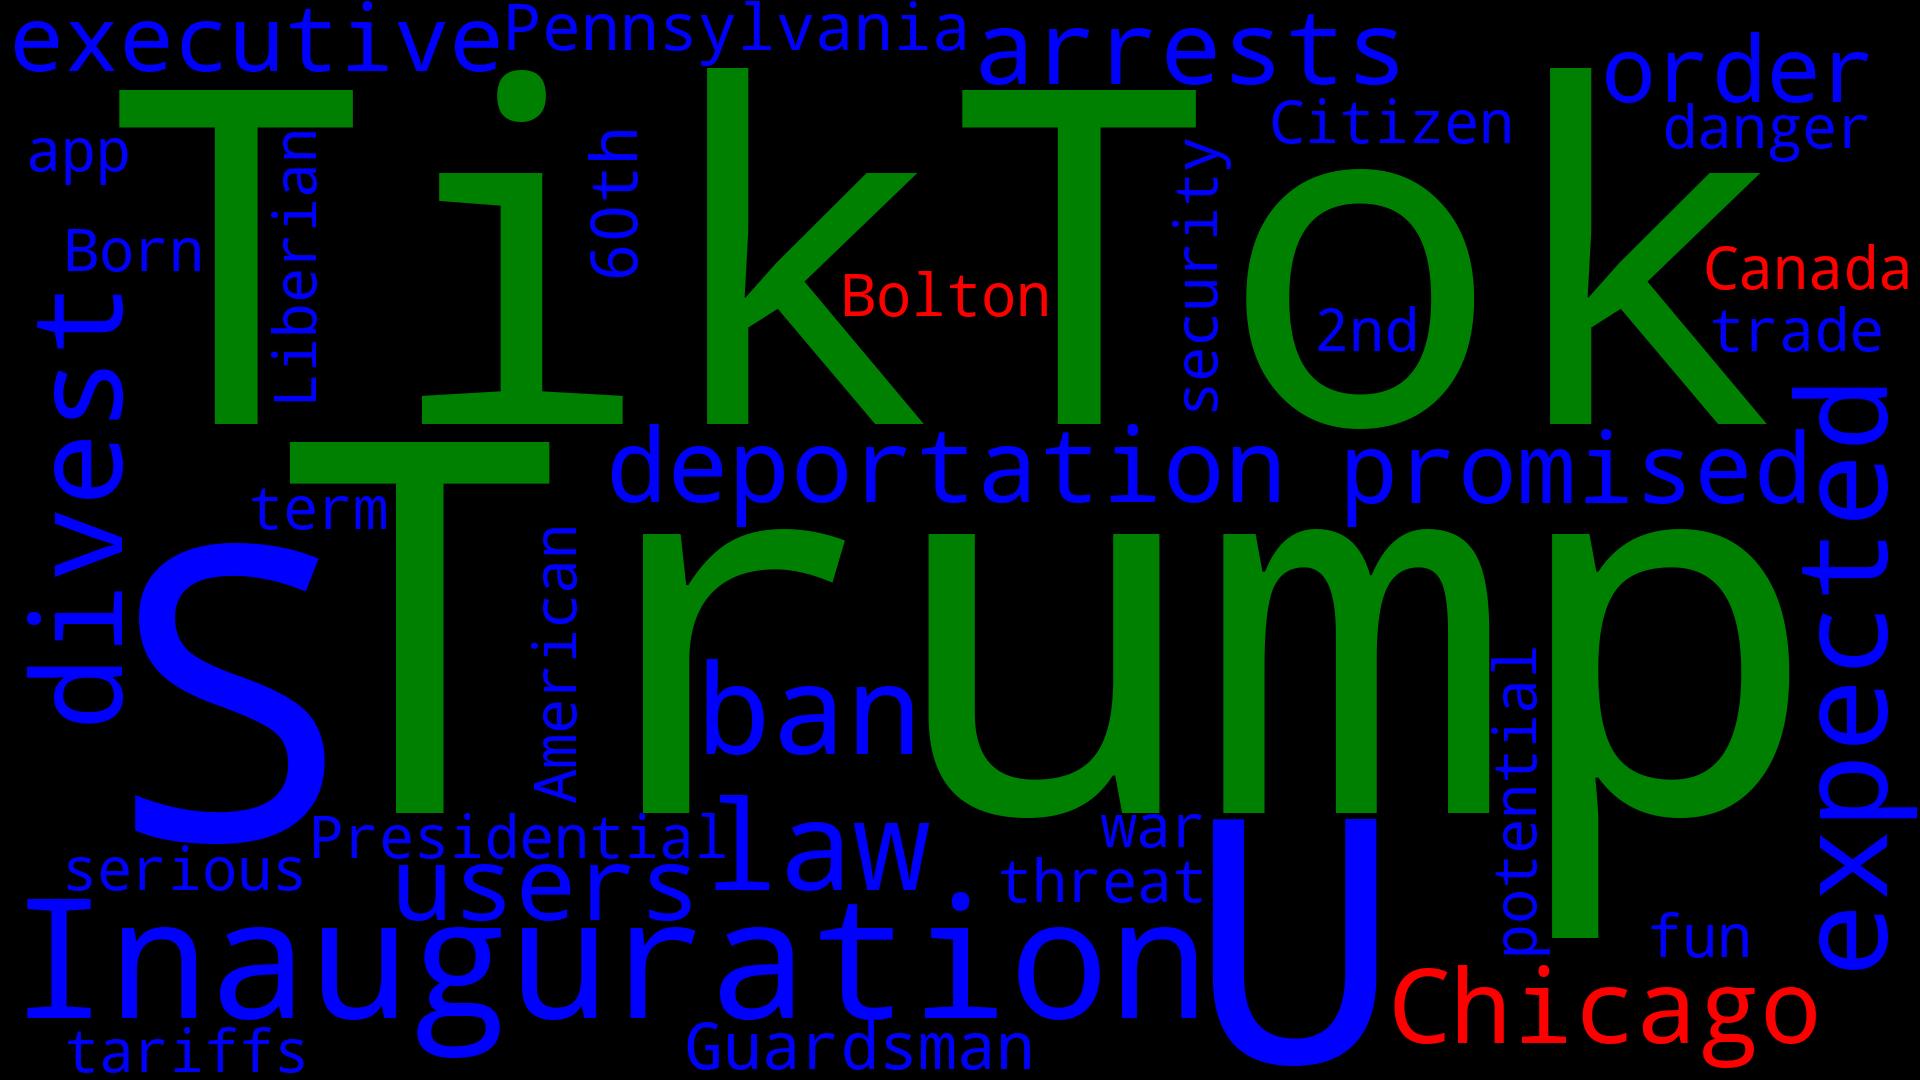 executive
Pennsylvania
arrests
order
danger
Citizen
app
TikTok
Liberian
60th
security
Born
Bolton
2nd
Canada
trade
divest
deportation
promised
expected
term
Trump
S
American
ban
potential
law
Presidential
war
serious
users
threat
U
Inauguration
fun
Chicago
tariffs
Guardsman